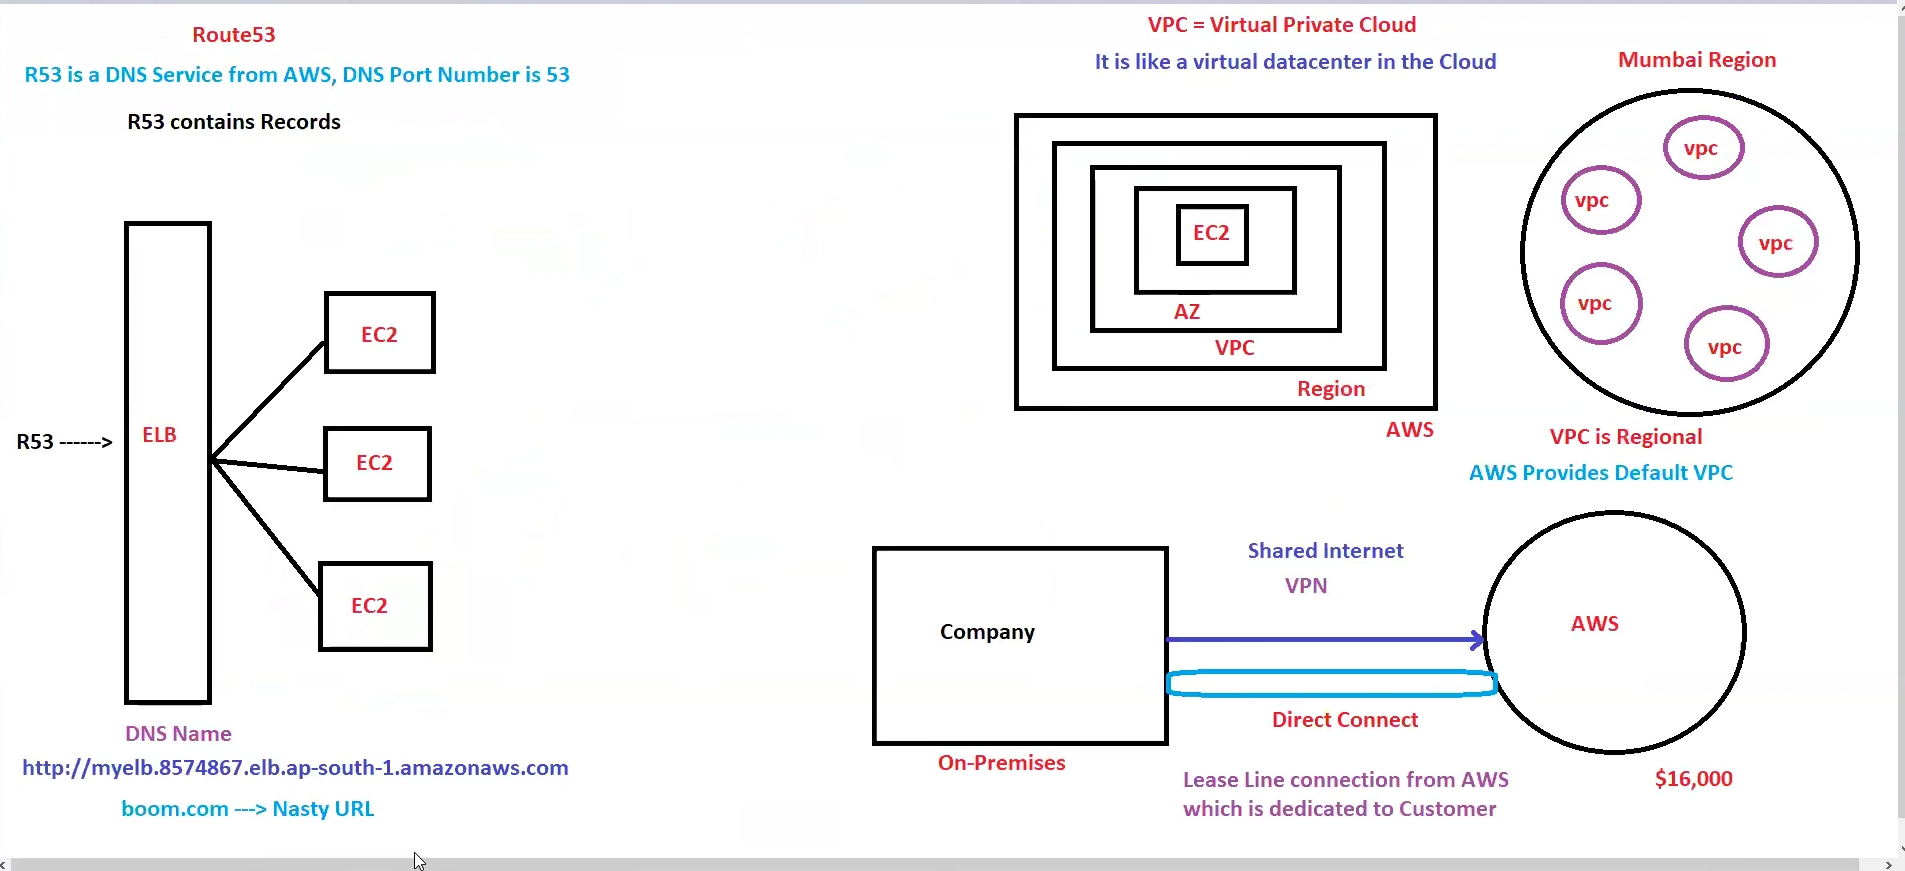 Route53
R53 is a DNS Service from AWS, DNS Port Number is 53
R53 contains Records
R53 ------>
ELB
EC2
EC2
EC2
DNS Name
http://myelb.8574867.elb.ap-south-1.amazonaws.com
boom.com ---> Nasty URL
VPC = Virtual Private Cloud
It is like a virtual datacenter in the Cloud
EC2
AZ
VPC
Region
AWS
Mumbai Region
vpc
vpc
vpc
vpc
vpc
VPC is Regional
AWS Provides Default VPC
Company
On-Premises
Shared Internet
VPN
Direct Connect
Lease Line connection from AWS
which is dedicated to Customer
AWS
$16,000